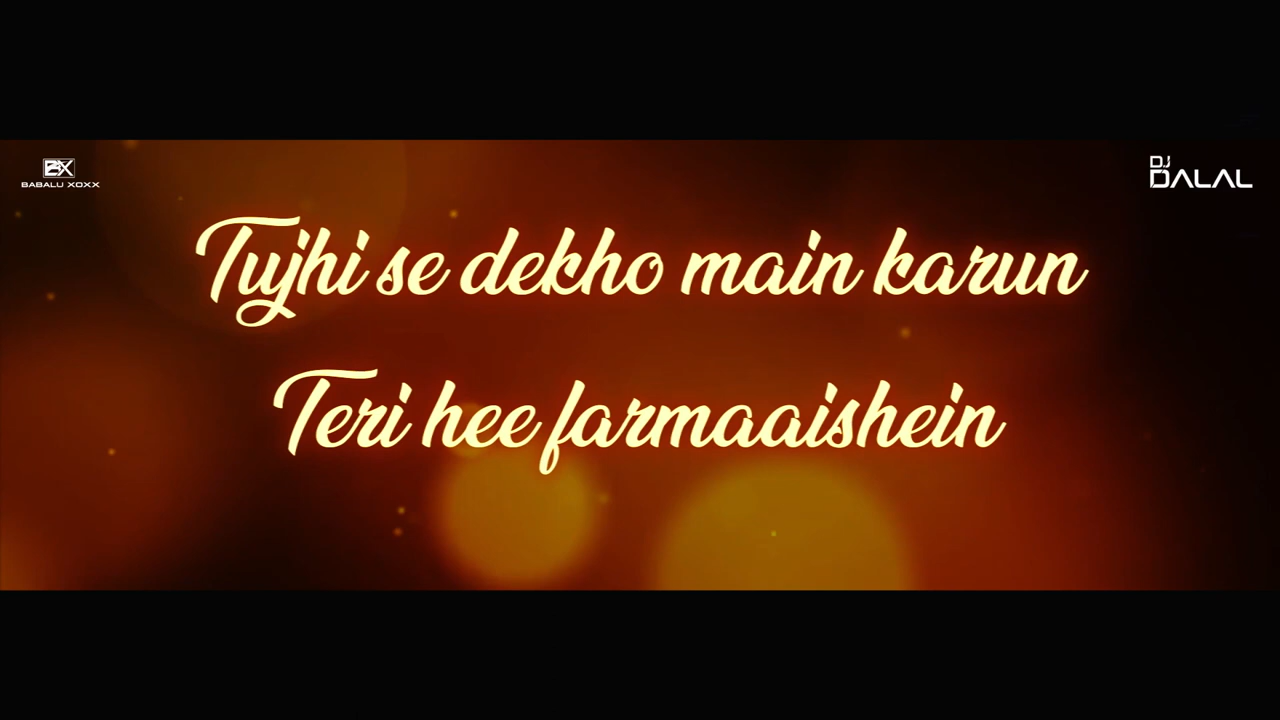 BX
BABALU XOXX
DJ
DALAL
Tujhi se dekho main karun
Teri hee farmaaishein